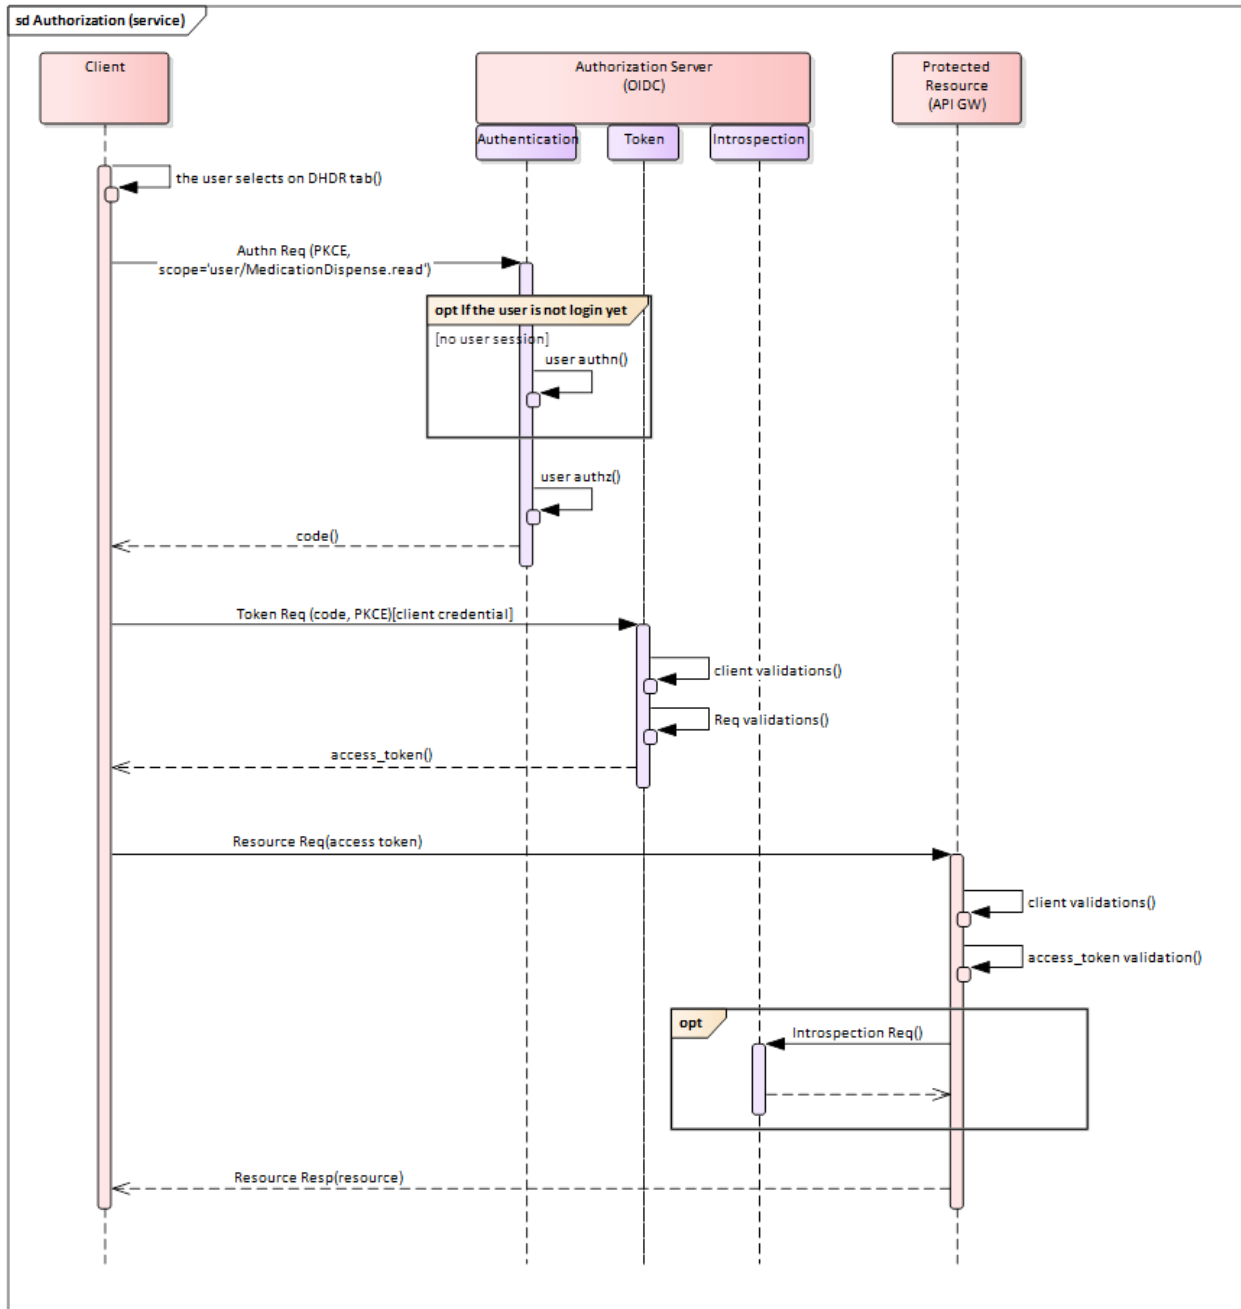 sd Authorization (service)
Client
Authorization Server
(OIDC)
Protected
Resource
(API GW)
Authentication
Token
Introspection
the user selects on DHDR tab()
Authn Req (PKCE,
scope='user/MedicationDispense.read')
opt If the user is not login yet
[no user session]
user authn()
user authz()
code()
Token Req (code, PKCE)[client credential]
client validations()
Req validations()
access_token()
Resource Req(access token)
client validations()
access_token validation()
opt
Introspection Req()
Resource Resp(resource)